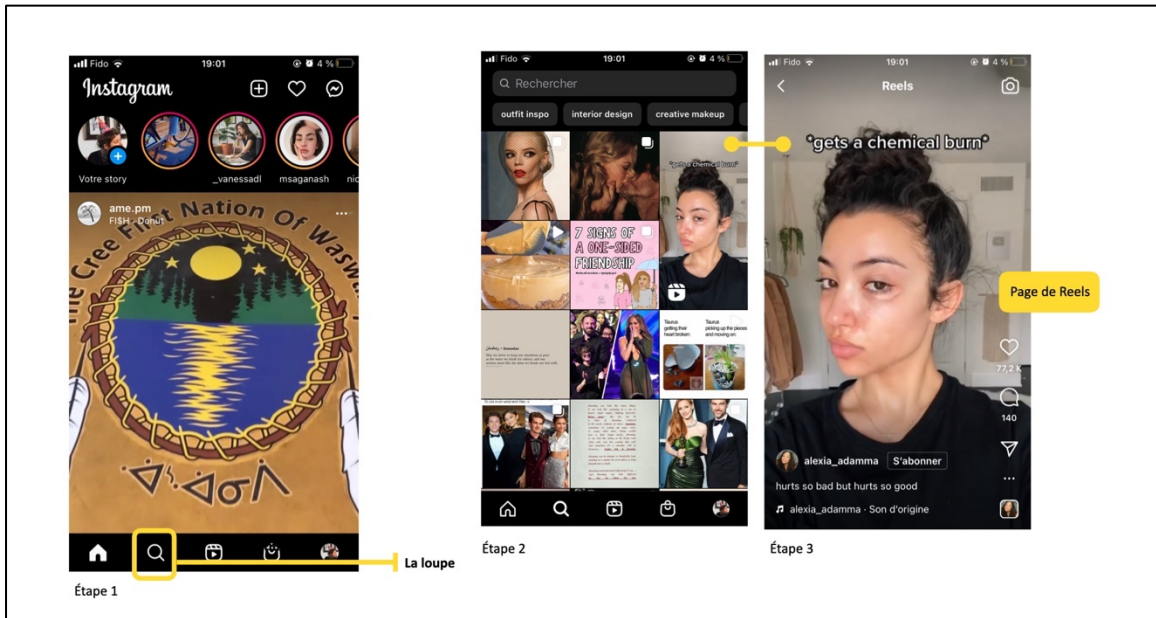 Fido
19:01
4 %
Instagram
Votre story
_vanessadl
msaganash
ame.pm
FI$H · Donut
The Cree First Nation Of Wasw
La loupe
Étape 1
Fido
19:01
4 %
Rechercher
outfit inspo
interior design
creative makeup
*gets a chemical burn*
7 SIGNS OF
A ONE-SIDED
FRIENDSHIP
Taurus
getting their
heart broken:
Taurus
picking up the pieces
and moving on:
Étape 2
Fido
19:01
4 %
Reels
*gets a chemical burn*
Page de Reels
77,2 K
140
alexia_adamma
S'abonner
hurts so bad but hurts so good
alexia_adamma · Son d'origine
Étape 3